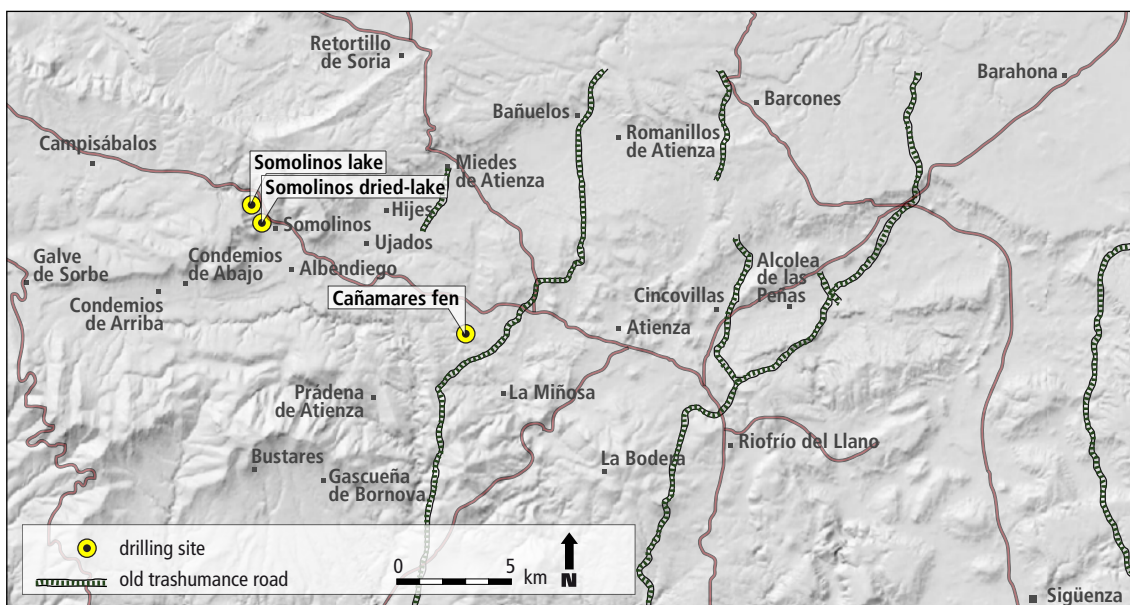 Retortillo
de Soria
Barahona
Bañuelos
Barcones
Campisábalos
Romanillos
de Atienza
Somolinos lake
Miedes
de Atienza
Somolinos dried-lake
Hijes
Somolinos
Ujados
Galve
de Sorbe
Condemios
de Abajo
Albendiego
Alcolea
de las
Peñas
Condemios
de Arriba
Cañamares fen
Cincovillas
Atienza
Prádena
de Atienza
La Miñosa
Riofrío del Llano
Bustares
La Bodera
Gascueña
de Bornova
drilling site
old trashumance road
0 5
km
N
Sigüenza